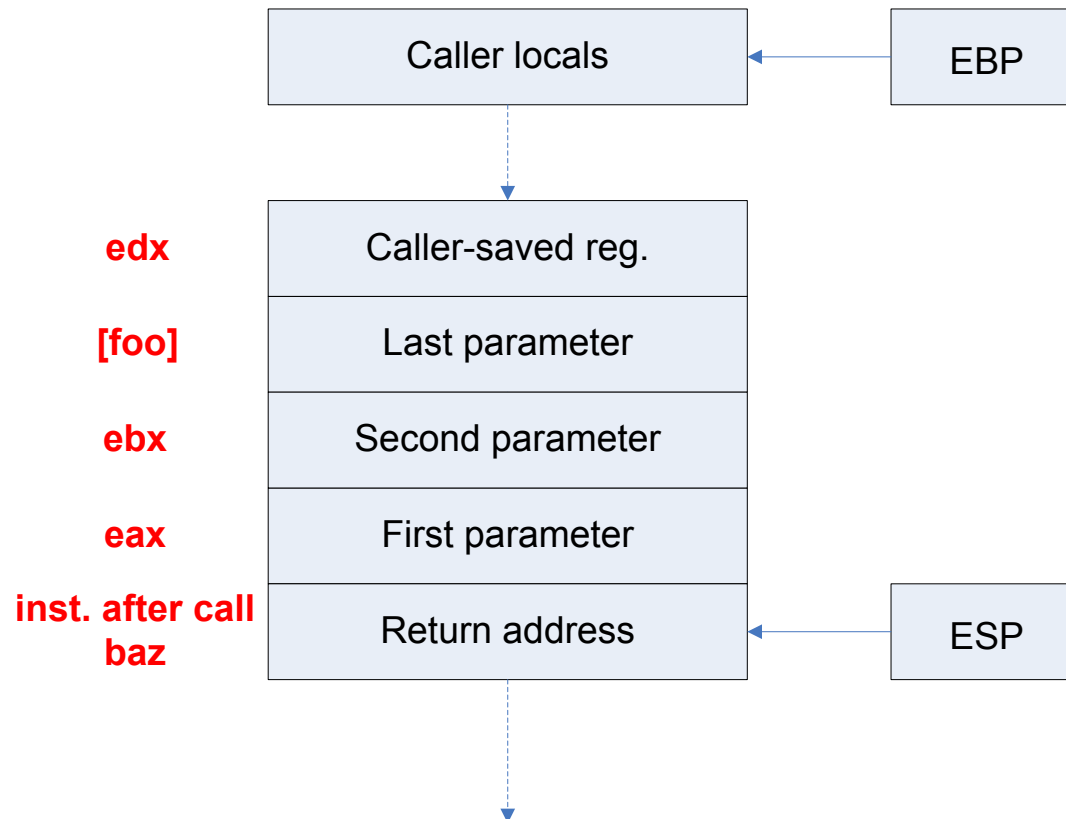 Caller locals
EBP
edx
Caller-saved reg.
[foo]
Last parameter
ebx
Second parameter
eax
First parameter
inst. after call
baz
Return address
ESP